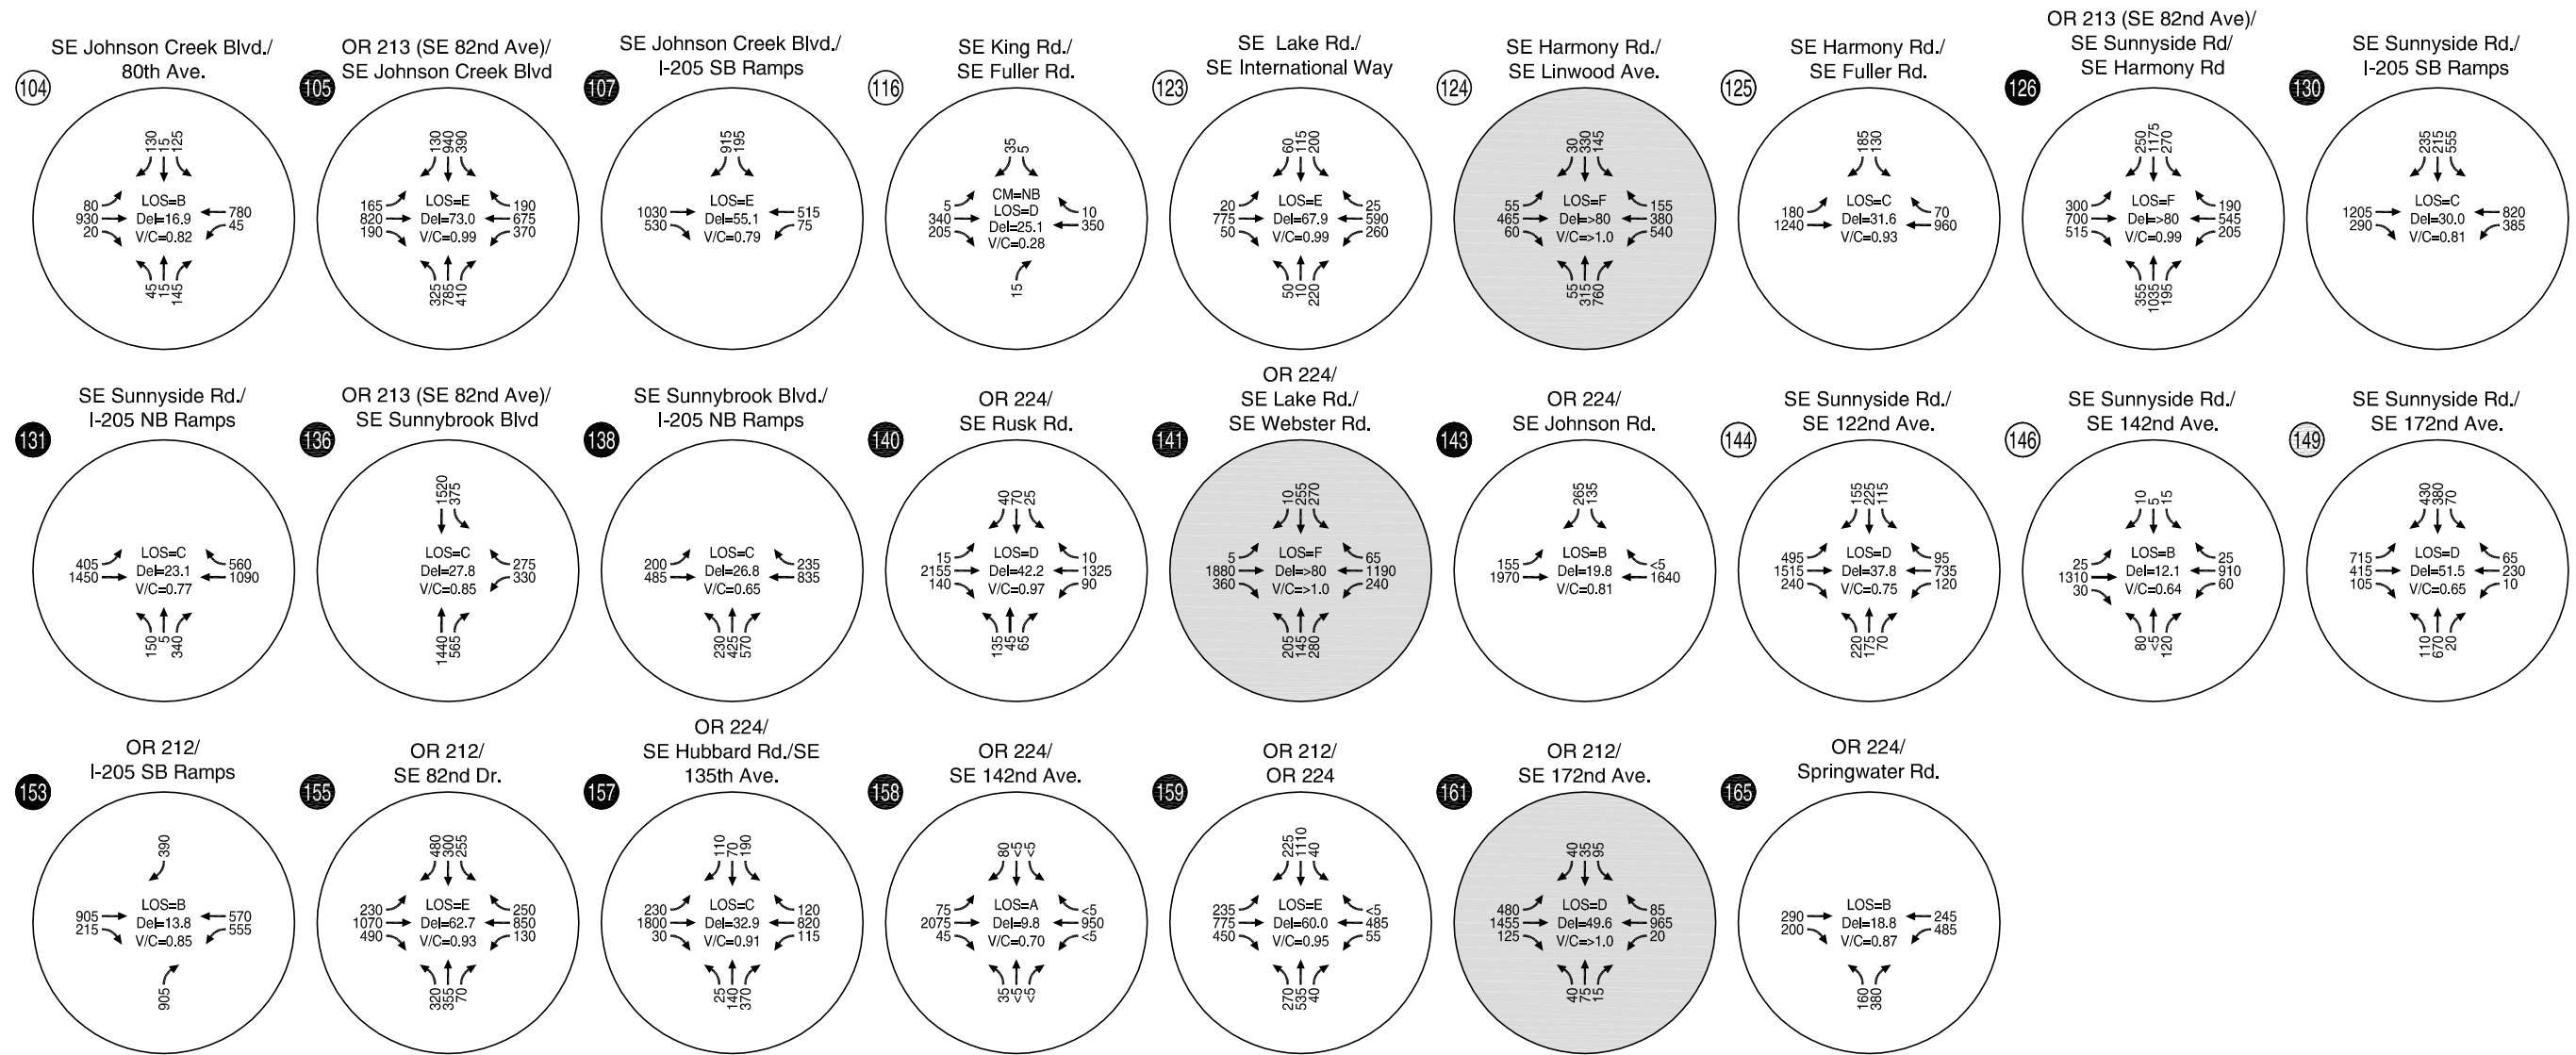 SE Johnson Creek Blvd./
80th Ave.
104
130 15 125
80
930
20
LOS=B
Del=16.9
V/C=0.82
780
45
45 15 145
OR 213 (SE 82nd Ave)/
SE Johnson Creek Blvd
105
130 940 390
165
820
190
LOS=E
Del=73.0
V/C=0.99
190
675
370
325 785 410
SE Johnson Creek Blvd./
I-205 SB Ramps
107
915 195
1030
530
LOS=E
Del=55.1
V/C=0.79
515
75
SE King Rd./
SE Fuller Rd.
116
35 5
5
340
205
CM=NB
LOS=D
Del=25.1
V/C=0.28
10
350
15
SE Lake Rd./
SE International Way
123
60 115 200
20
775
50
LOS=E
Del=67.9
V/C=0.99
25
590
260
50 10 220
SE Harmony Rd./
SE Linwood Ave.
124
30 330 145
55
465
60
LOS=F
Del=>80
V/C=>1.0
155
380
540
55 315 760
SE Harmony Rd./
SE Fuller Rd.
125
185 130
180
1240
LOS=C
Del=31.6
V/C=0.93
70
960
OR 213 (SE 82nd Ave)/
SE Sunnyside Rd/
SE Harmony Rd
126
250 1175 270
300
700
515
LOS=F
Del=>80
V/C=0.99
190
545
205
355 1035 195
SE Sunnyside Rd./
I-205 SB Ramps
130
235 215 555
1205
290
LOS=C
Del=30.0
V/C=0.81
820
385
SE Sunnyside Rd./
I-205 NB Ramps
131
405
1450
LOS=C
Del=23.1
V/C=0.77
560
1090
150 5 340
OR 213 (SE 82nd Ave)/
SE Sunnybrook Blvd
136
1520 375
LOS=C
Del=27.8
V/C=0.85
275
330
1440 565
SE Sunnybrook Blvd./
I-205 NB Ramps
138
200
485
LOS=C
Del=26.8
V/C=0.65
235
835
230 425 570
OR 224/
SE Rusk Rd.
140
40 70 25
15
2155
140
LOS=D
Del=42.2
V/C=0.97
10
1325
90
135 45 65
OR 224/
SE Lake Rd./
SE Webster Rd.
141
10 255 270
5
1880
360
LOS=F
Del=>80
V/C=>1.0
65
1190
240
205 145 280
OR 224/
SE Johnson Rd.
143
265 135
155
1970
LOS=B
Del=19.8
V/C=0.81
<5
1640
SE Sunnyside Rd./
SE 122nd Ave.
144
155 225 115
495
1515
240
LOS=D
Del=37.8
V/C=0.75
95
735
120
220 175 70
SE Sunnyside Rd./
SE 142nd Ave.
146
10 5 15
25
1310
30
LOS=B
Del=12.1
V/C=0.64
25
910
60
80 <5 120
SE Sunnyside Rd./
SE 172nd Ave.
149
430 380 70
715
415
105
LOS=D
Del=51.5
V/C=0.65
65
230
10
110 670 20
OR 212/
I-205 SB Ramps
153
390
905
215
LOS=B
Del=13.8
V/C=0.85
570
555
905
OR 212/
SE 82nd Dr.
155
480 300 255
230
1070
490
LOS=E
Del=62.7
V/C=0.93
250
850
130
320 355 70
OR 224/
SE Hubbard Rd./SE
135th Ave.
157
110 70 190
230
1800
30
LOS=C
Del=32.9
V/C=0.91
120
820
115
25 140 370
OR 224/
SE 142nd Ave.
158
80 <5 <5
75
2075
45
LOS=A
Del=9.8
V/C=0.70
<5
950
<5
35 <5 <5
OR 212/
OR 224
159
225 1110 40
235
775
450
LOS=E
Del=60.0
V/C=0.95
<5
485
55
270 535 40
OR 212/
SE 172nd Ave.
161
40 35 95
480
1455
125
LOS=D
Del=49.6
V/C=>1.0
85
965
20
40 75 15
OR 224/
Springwater Rd.
165
290
200
LOS=B
Del=18.8
V/C=0.87
245
485
160 380